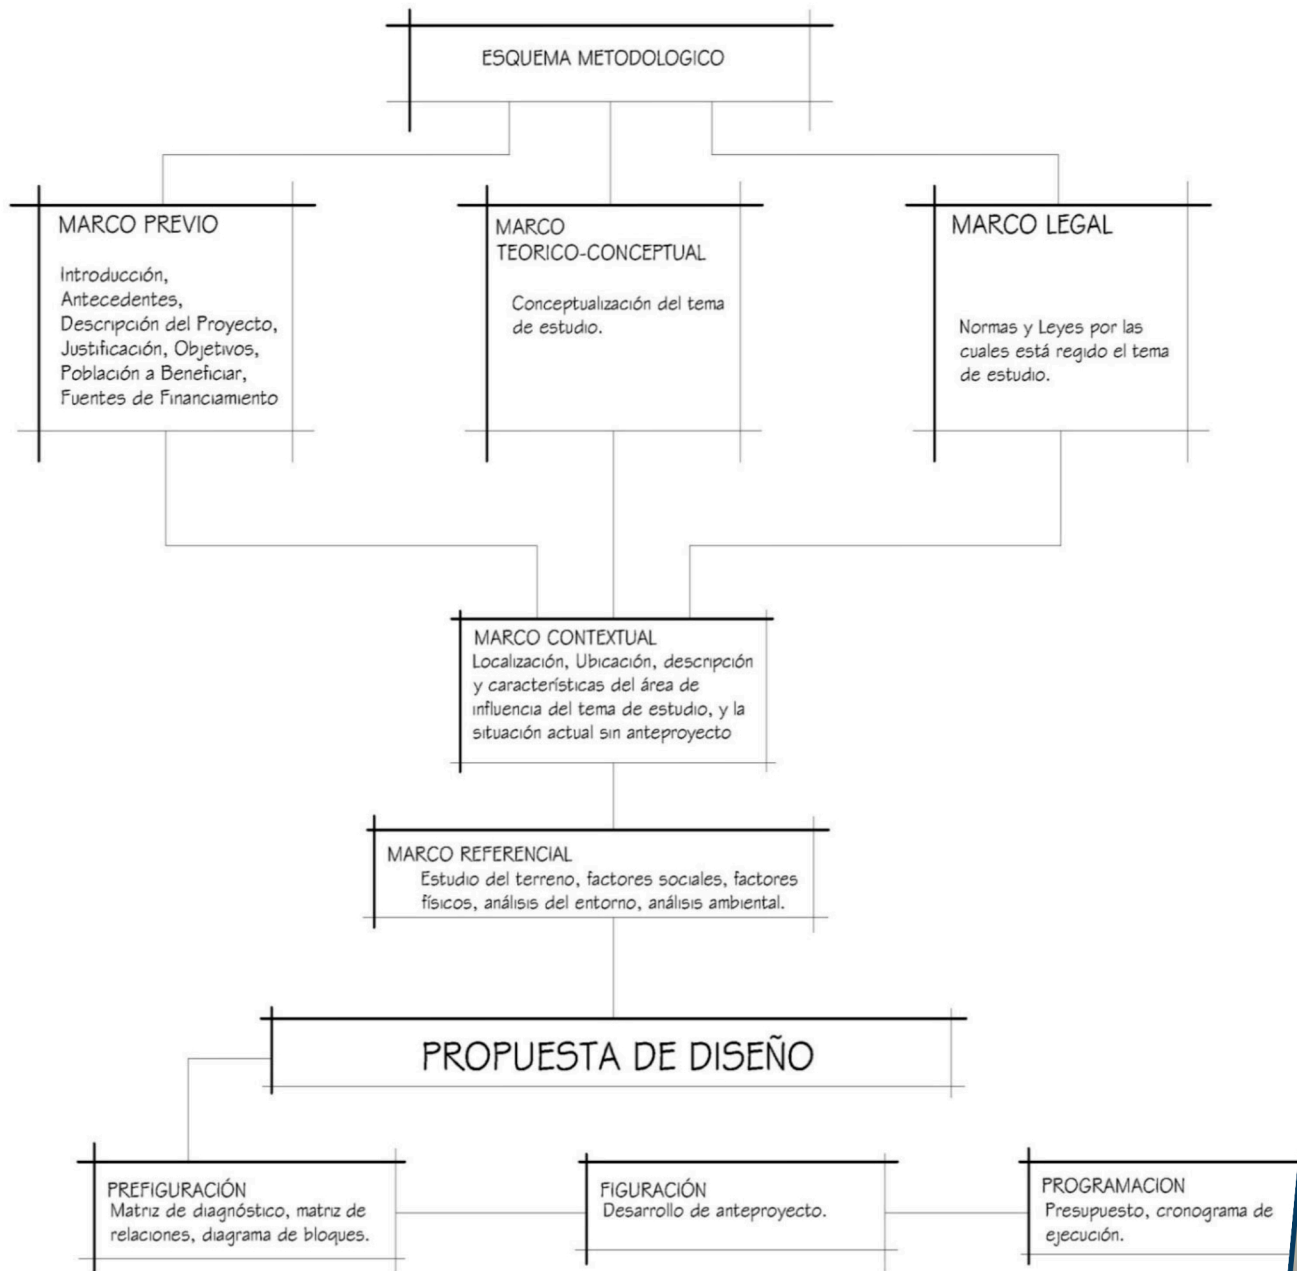 ESQUEMA METODOLOGICO
MARCO PREVIO
Introducción,
Antecedentes,
Descripción del Proyecto,
Justificación, Objetivos,
Población a Beneficiar,
Fuentes de Financiamiento
MARCO
TEORICO-CONCEPTUAL
Conceptualización del tema
de estudio.
MARCO LEGAL
Normas y Leyes por las
cuales está regido el tema
de estudio.
MARCO CONTEXTUAL
Localización, Ubicación, descripción
y características del área de
influencia del tema de estudio, y la
situación actual sin anteproyecto
MARCO REFERENCIAL
Estudio del terreno, factores sociales, factores
físicos, análisis del entorno, análisis ambiental.
PROPUESTA DE DISEÑO
PREFIGURACIÓN
Matriz de diagnóstico, matriz de
relaciones, diagrama de bloques.
FIGURACIÓN
Desarrollo de anteproyecto.
PROGRAMACION
Presupuesto, cronograma de
ejecución.